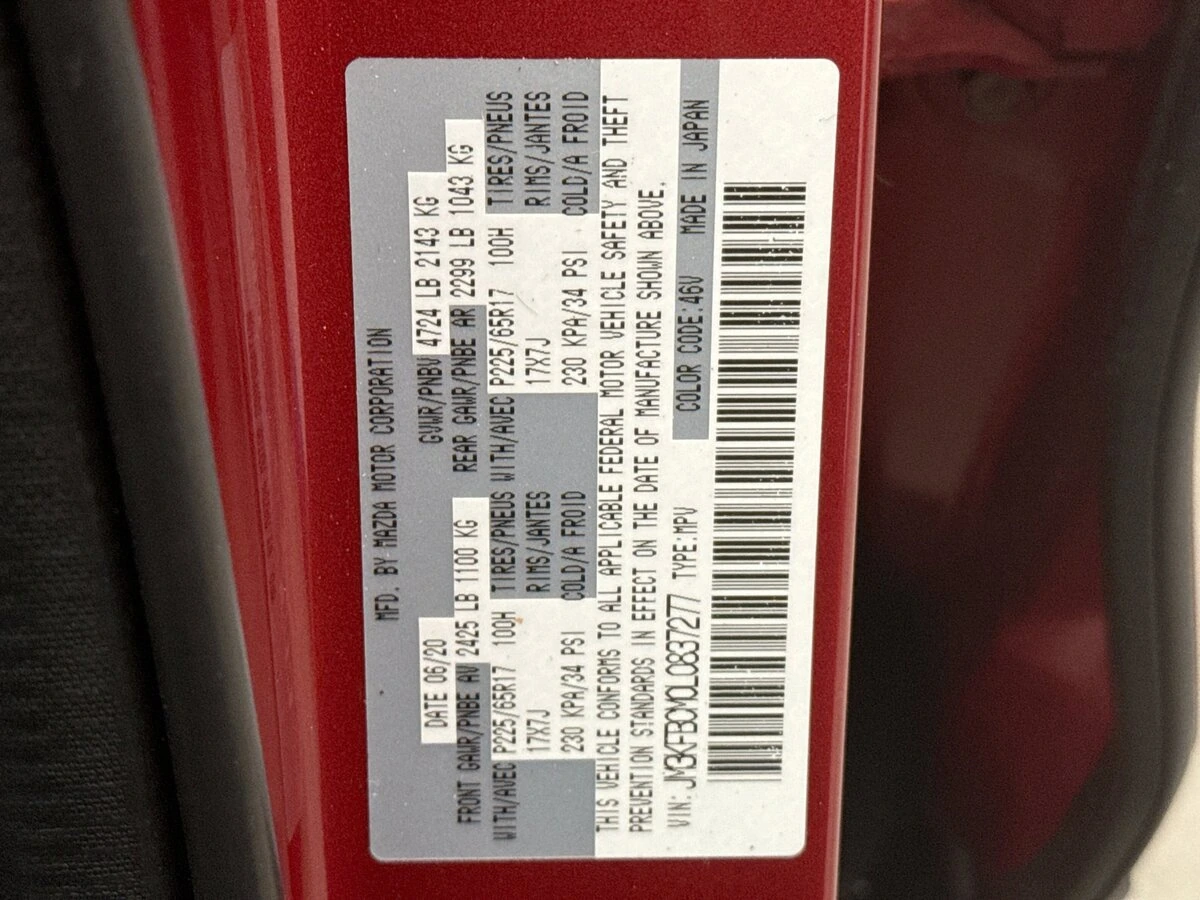 MFD. BY MAZDA MOTOR CORPORATION
DATE 06/20 GVWR/PNBV 4724 LB 2143 KG
FRONT GAWR/PNBE AV 2425 LB 1100 KG REAR GAWR/PNBE AR 2299 LB 1043 KG
WITH/AVEC P225/65R17 100H TIRES/PNEUS WITH/AVEC P225/65R17 100H TIRES/PNEUS
17X7J RIMS/JANTES 17X7J RIMS/JANTES
230 KPA/34 PSI COLD/A FROID 230 KPA/34 PSI COLD/A FROID
THIS VEHICLE CONFORMS TO ALL APPLICABLE FEDERAL MOTOR VEHICLE SAFETY AND THEFT
PREVENTION STANDARDS IN EFFECT ON THE DATE OF MANUFACTURE SHOWN ABOVE.
VIN: JM3KFBCM0L0837277 TYPE:MPV COLOR CODE:46V MADE IN JAPAN